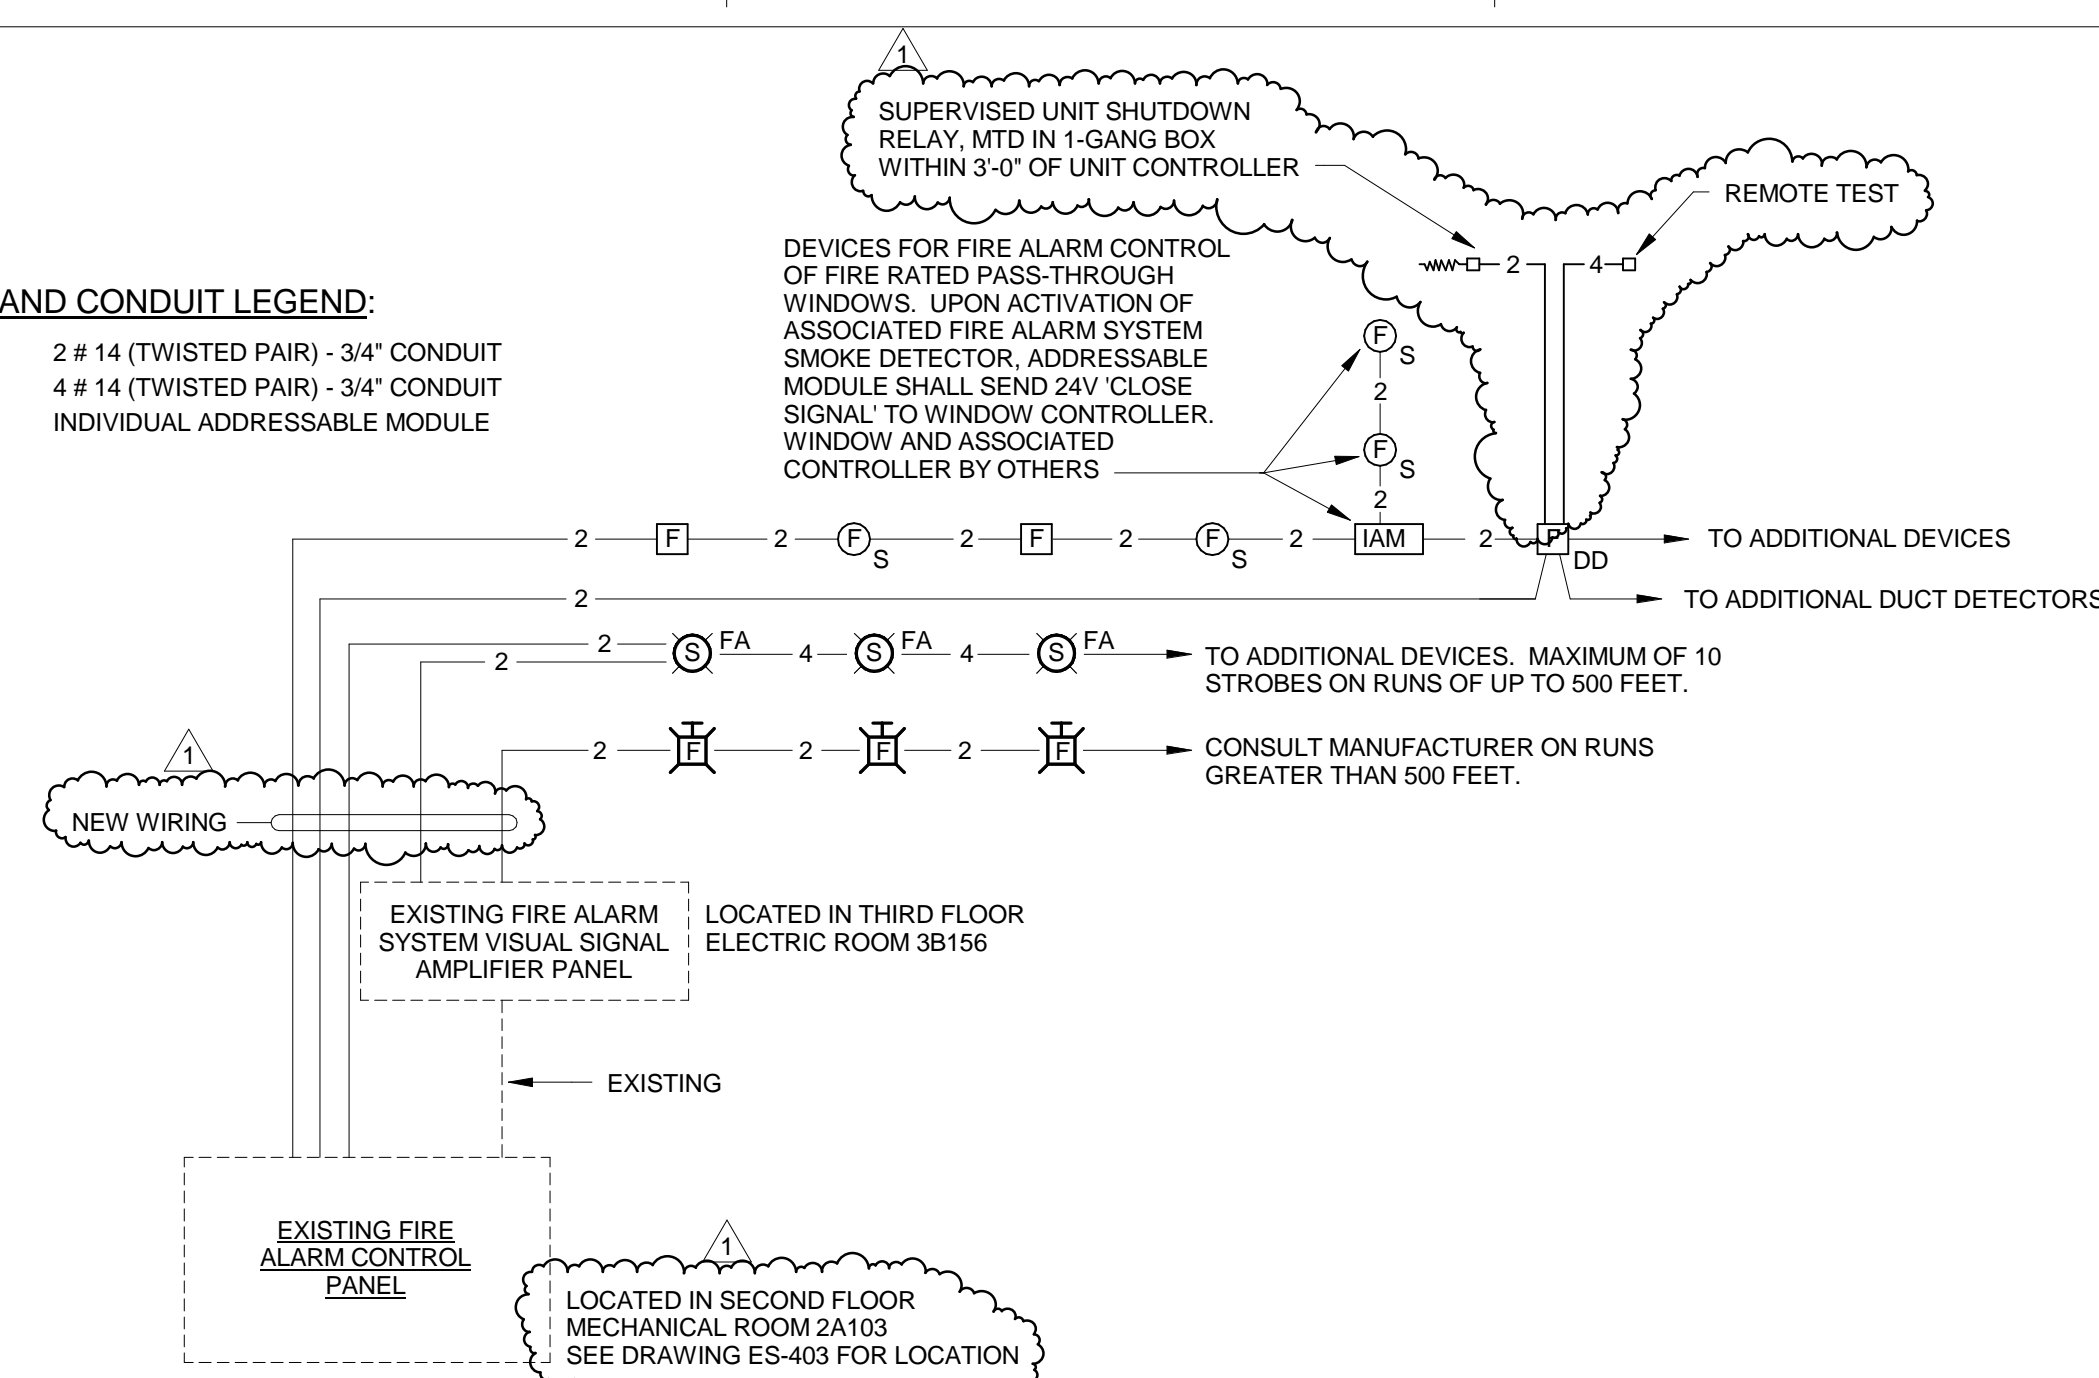 1
SUPERVISED UNIT SHUTDOWN
RELAY, MTD IN 1-GANG BOX
WITHIN 3'-0" OF UNIT CONTROLLER
REMOTE TEST
2
4
DEVICES FOR FIRE ALARM CONTROL
OF FIRE RATED PASS-THROUGH
WINDOWS. UPON ACTIVATION OF
ASSOCIATED FIRE ALARM SYSTEM
SMOKE DETECTOR, ADDRESSABLE
MODULE SHALL SEND 24V 'CLOSE
SIGNAL' TO WINDOW CONTROLLER.
WINDOW AND ASSOCIATED
CONTROLLER BY OTHERS
AND CONDUIT LEGEND:
2 # 14 (TWISTED PAIR) - 3/4" CONDUIT
4 # 14 (TWISTED PAIR) - 3/4" CONDUIT
INDIVIDUAL ADDRESSABLE MODULE
F S
2
F S
2
2 F 2 F S 2 F 2 F S 2 IAM 2 F DD TO ADDITIONAL DEVICES
2 TO ADDITIONAL DUCT DETECTORS
2 2 S FA 4 S FA 4 S FA TO ADDITIONAL DEVICES. MAXIMUM OF 10
STROBES ON RUNS OF UP TO 500 FEET.
2 F 2 F 2 F CONSULT MANUFACTURER ON RUNS
GREATER THAN 500 FEET.
1
NEW WIRING
EXISTING FIRE ALARM
SYSTEM VISUAL SIGNAL
AMPLIFIER PANEL
LOCATED IN THIRD FLOOR
ELECTRIC ROOM 3B156
EXISTING
EXISTING FIRE
ALARM CONTROL
PANEL
1
LOCATED IN SECOND FLOOR
MECHANICAL ROOM 2A103
SEE DRAWING ES-403 FOR LOCATION